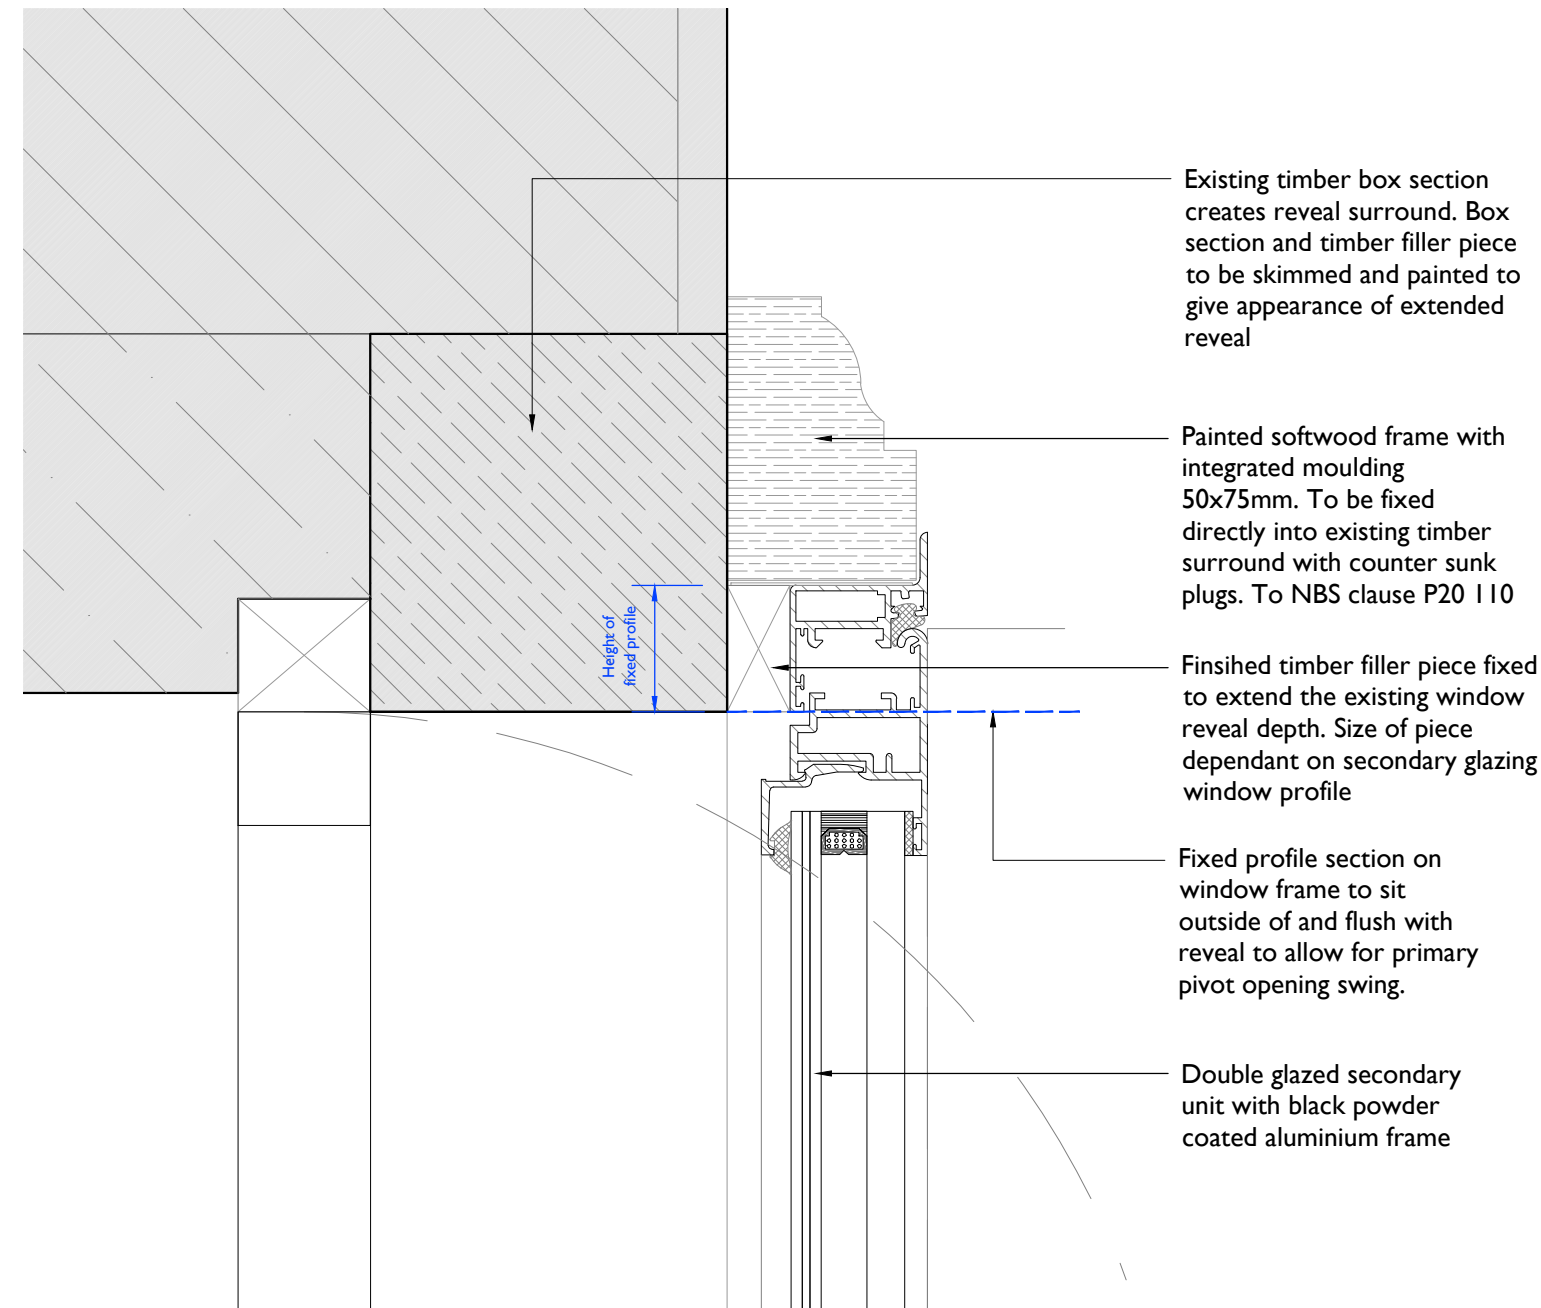 Existing timber box section
creates reveal surround. Box
section and timber filler piece
to be skimmed and painted to
give appearance of extended
reveal
Painted softwood frame with
integrated moulding
50x75mm. To be fixed
directly into existing timber
surround with counter sunk
plugs. To NBS clause P20 110
Height of
fixed profile
Finsihed timber filler piece fixed
to extend the existing window
reveal depth. Size of piece
dependant on secondary glazing
window profile
Fixed profile section on
window frame to sit
outside of and flush with
reveal to allow for primary
pivot opening swing.
Double glazed secondary
unit with black powder
coated aluminium frame